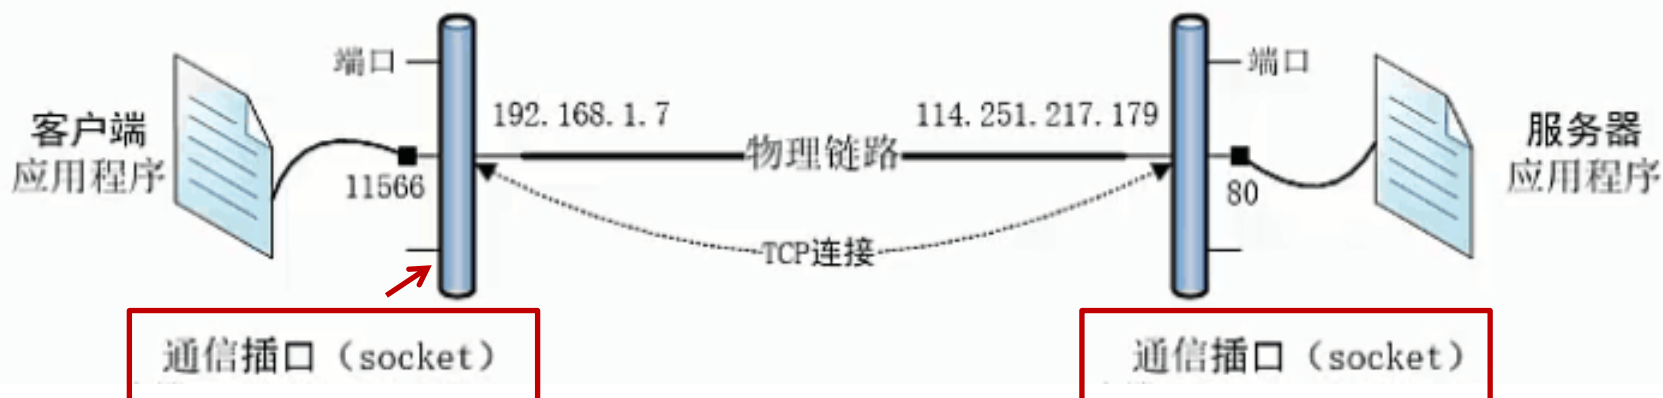 端口
端口
192.168.1.7
114.251.217.179
客户端
应用程序
物理链路
服务器
应用程序
11566
80
TCP连接
通信插口（socket）
通信插口（socket）